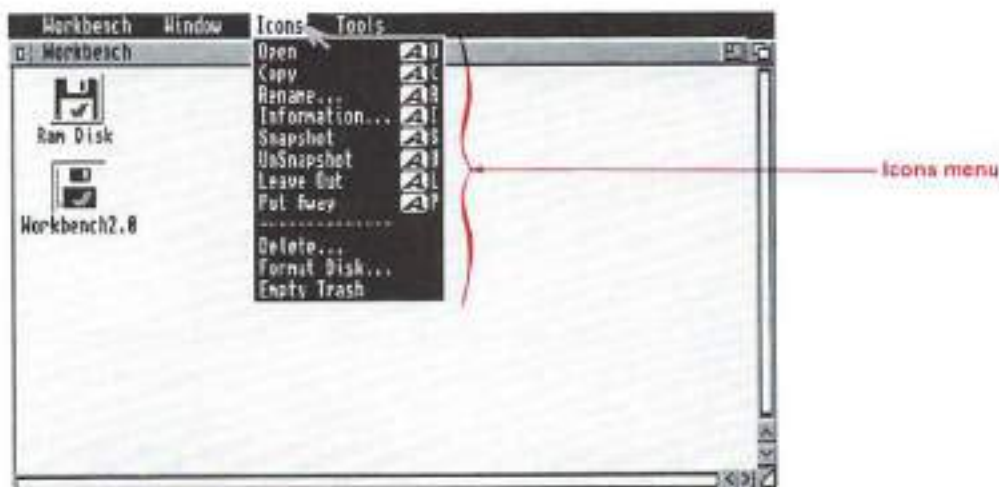 Workbench Window Icons Tools
Workbench
Open A O
Copy A C
Rename... A R
Information... A I
Snapshot A S
UnSnapshot A U
Leave Out A L
Put Away A P
--------------
Delete...
Format Disk...
Empty Trash
Ram Disk
Workbench2.0
Icons menu